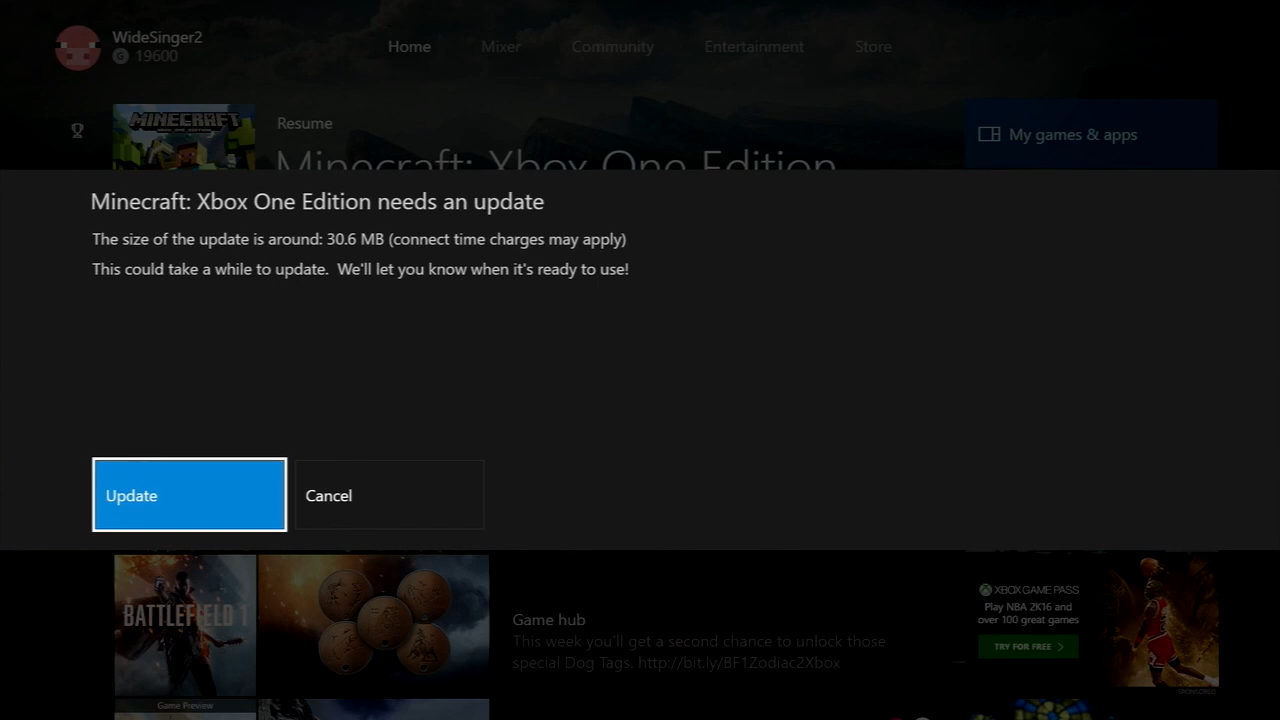 WideSinger2
G 19600
Home
Mixer
Community
Entertainment
Store
MINECRAFT
XBOX ONE EDITION
Resume
Minecraft: Xbox One Edition
My games & apps
Minecraft: Xbox One Edition needs an update
The size of the update is around: 30.6 MB (connect time charges may apply)
This could take a while to update.  We'll let you know when it's ready to use!
Update
Cancel
BATTLEFIELD 1
Game hub
This week you'll get a second chance to unlock those
special Dog Tags. http://bit.ly/BF1Zodiac2Xbox
XBOX GAME PASS
Play NBA 2K16 and
over 100 great games
TRY FOR FREE >
SPONSORED
Game Preview